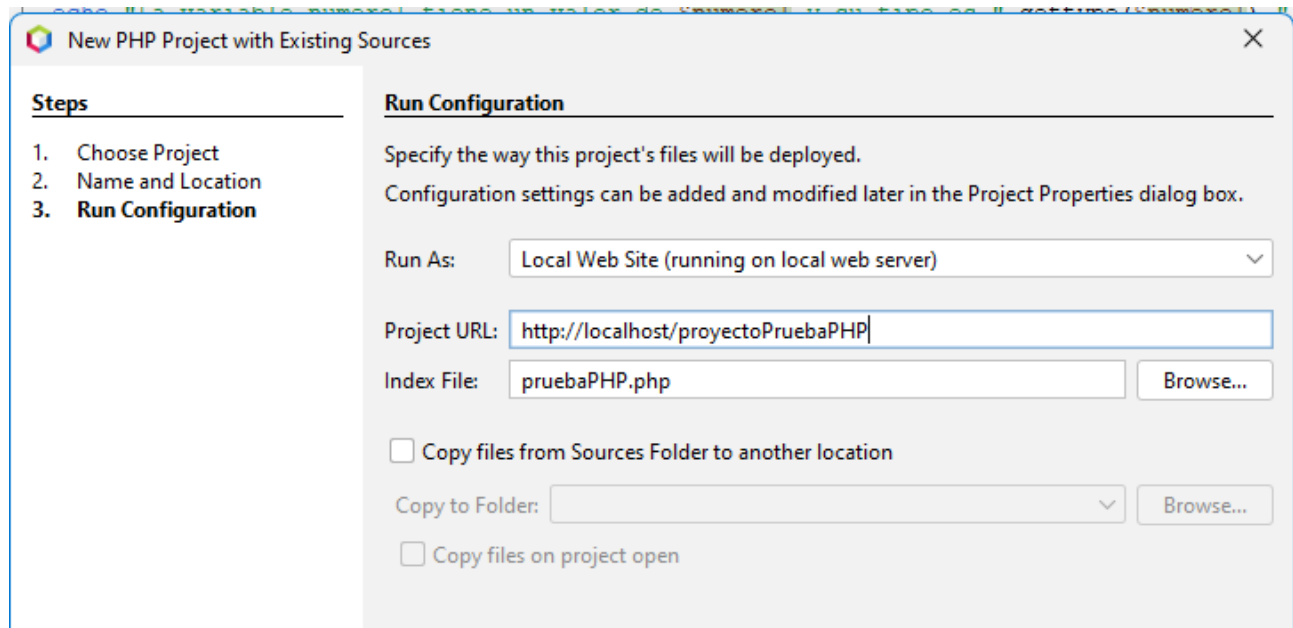 New PHP Project with Existing Sources
Steps
1. Choose Project
2. Name and Location
3. Run Configuration
Run Configuration
Specify the way this project's files will be deployed.
Configuration settings can be added and modified later in the Project Properties dialog box.
Run As: Local Web Site (running on local web server)
Project URL: http://localhost/proyectoPruebaPHP
Index File: pruebaPHP.php Browse...
Copy files from Sources Folder to another location
Copy to Folder: Browse...
Copy files on project open